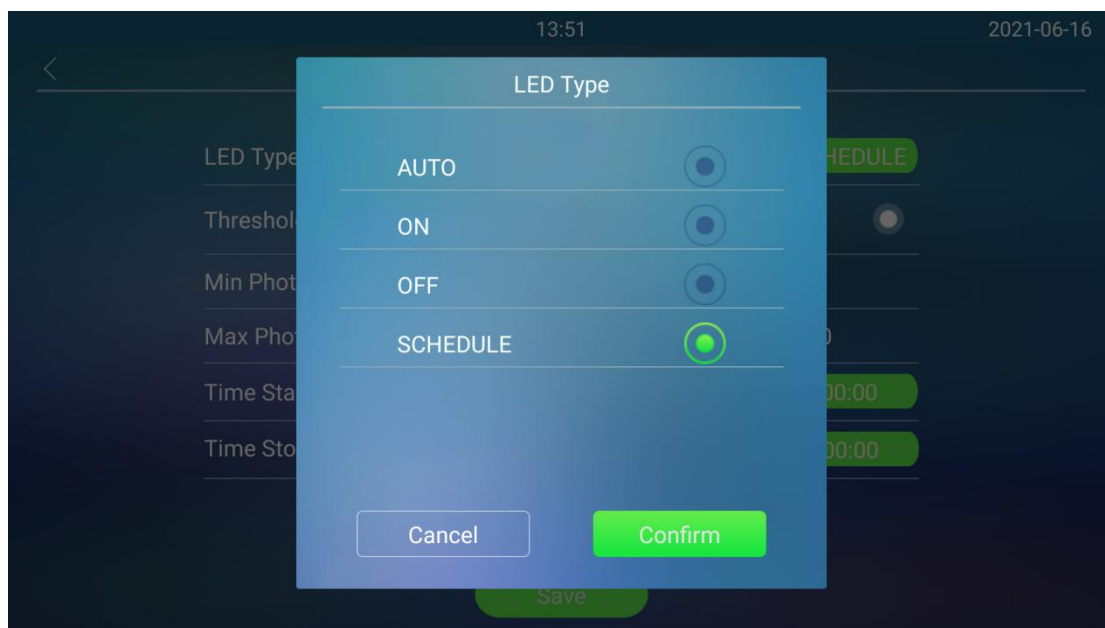 13:51 2021-06-16
LED Type
LED Type HEDULE
AUTO
Threshol
ON
Min Phot
OFF
Max Pho
SCHEDULE
Time Sta 00:00
Time Sto 00:00
Cancel Confirm
Save